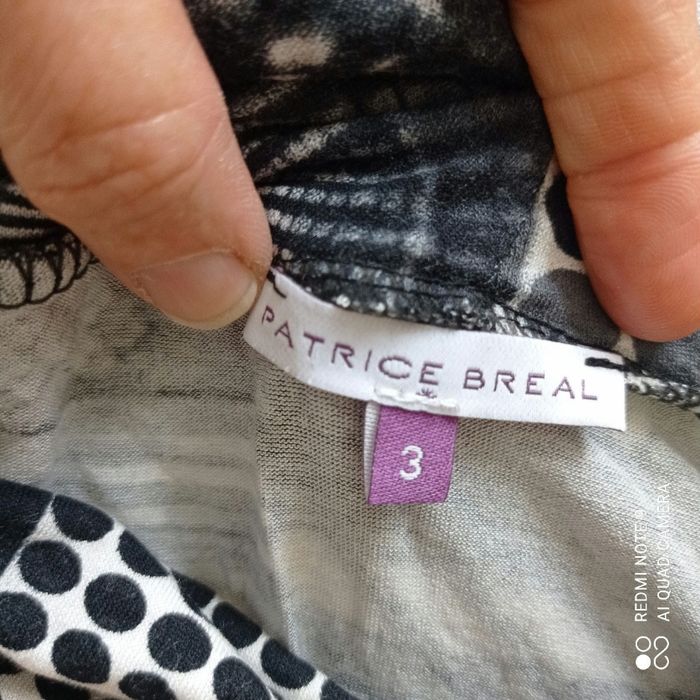 PATRICE BREAL
3
REDMI NOTE 8
AI QUAD CAMERA